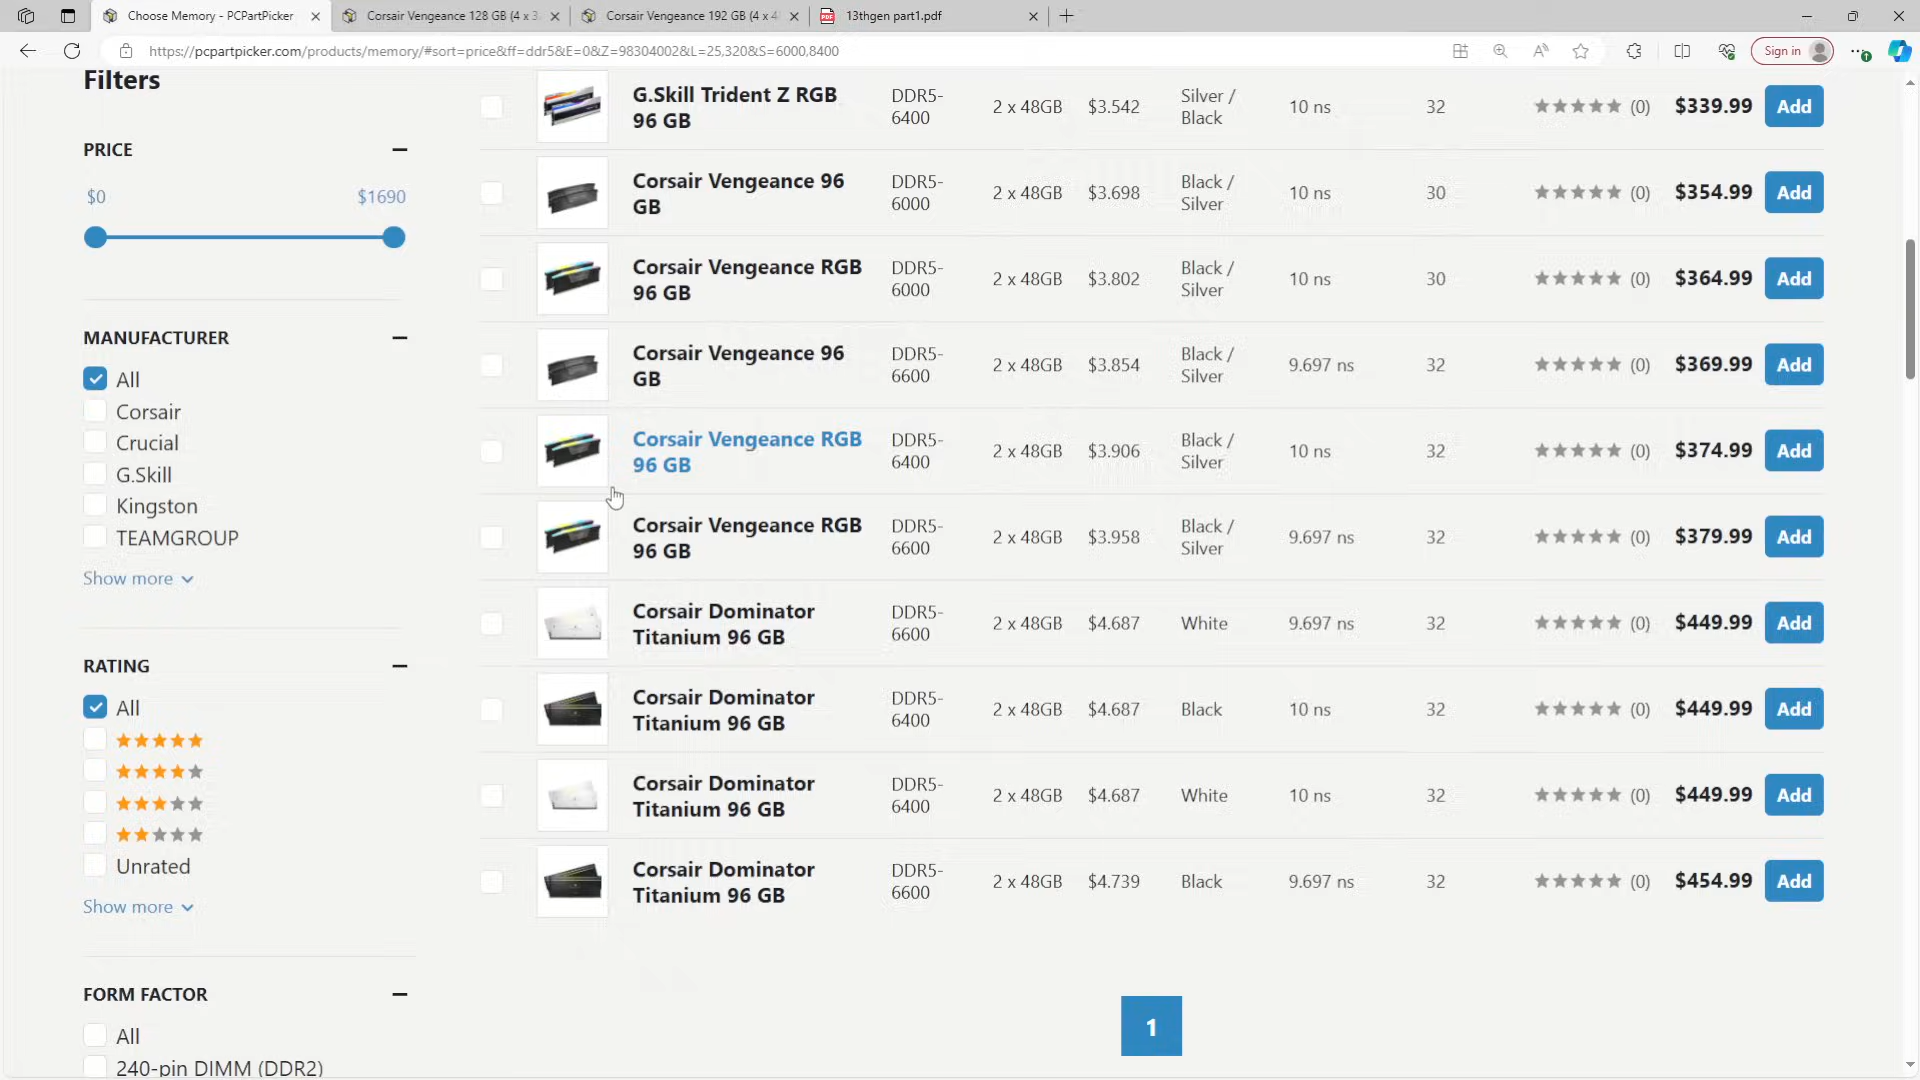 Choose Memory - PCPartPicker
Corsair Vengeance 128 GB (4 x 3
Corsair Vengeance 192 GB (4 x 4
13thgen part1.pdf
https://pcpartpicker.com/products/memory/#sort=price&ff=ddr5&E=0&Z=98304002&L=25,320&S=6000,8400
Sign in
Filters
PRICE
$0 $1690
MANUFACTURER
All
Corsair
Crucial
G.Skill
Kingston
TEAMGROUP
Show more
RATING
All
Unrated
Show more
FORM FACTOR
All
240-pin DIMM (DDR2)
G.Skill Trident Z RGB
96 GB
DDR5-
6400
2 x 48GB
$3.542
Silver /
Black
10 ns
32
(0)
$339.99
Add
Corsair Vengeance 96
GB
DDR5-
6000
2 x 48GB
$3.698
Black /
Silver
10 ns
30
(0)
$354.99
Add
Corsair Vengeance RGB
96 GB
DDR5-
6000
2 x 48GB
$3.802
Black /
Silver
10 ns
30
(0)
$364.99
Add
Corsair Vengeance 96
GB
DDR5-
6600
2 x 48GB
$3.854
Black /
Silver
9.697 ns
32
(0)
$369.99
Add
Corsair Vengeance RGB
96 GB
DDR5-
6400
2 x 48GB
$3.906
Black /
Silver
10 ns
32
(0)
$374.99
Add
Corsair Vengeance RGB
96 GB
DDR5-
6600
2 x 48GB
$3.958
Black /
Silver
9.697 ns
32
(0)
$379.99
Add
Corsair Dominator
Titanium 96 GB
DDR5-
6600
2 x 48GB
$4.687
White
9.697 ns
32
(0)
$449.99
Add
Corsair Dominator
Titanium 96 GB
DDR5-
6400
2 x 48GB
$4.687
Black
10 ns
32
(0)
$449.99
Add
Corsair Dominator
Titanium 96 GB
DDR5-
6400
2 x 48GB
$4.687
White
10 ns
32
(0)
$449.99
Add
Corsair Dominator
Titanium 96 GB
DDR5-
6600
2 x 48GB
$4.739
Black
9.697 ns
32
(0)
$454.99
Add
1